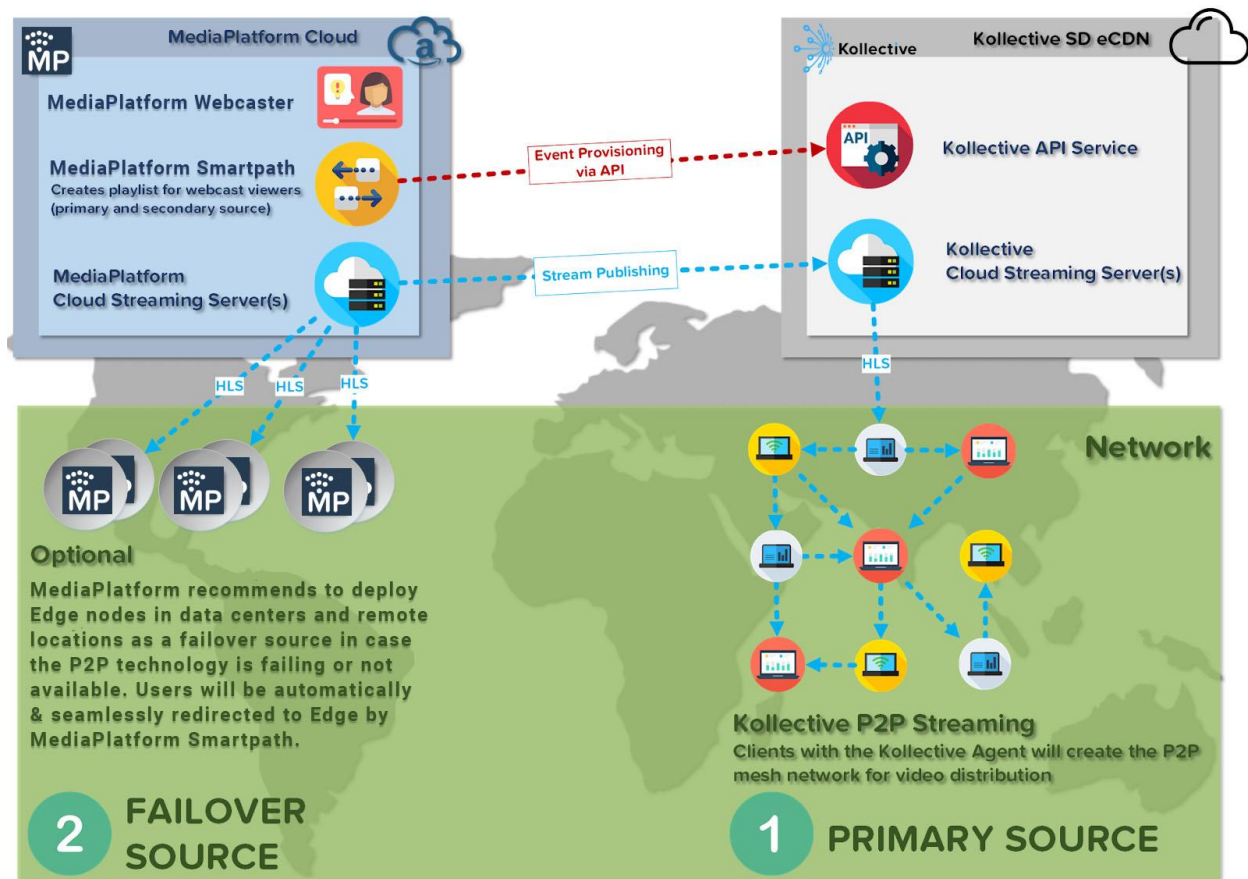 MediaPlatform Cloud
a
MP
MediaPlatform Webcaster
MediaPlatform Smartpath
Creates playlist for webcast viewers
(primary and secondary source)
MediaPlatform
Cloud Streaming Server(s)
Event Provisioning
via API
Stream Publishing
Kollective
Kollective SD eCDN
API
Kollective API Service
Kollective
Cloud Streaming Server(s)
HLS
HLS
HLS
HLS
MP
MP
MP
Network
Optional
MediaPlatform recommends to deploy
Edge nodes in data centers and remote
locations as a failover source in case
the P2P technology is failing or not
available. Users will be automatically
& seamlessly redirected to Edge by
MediaPlatform Smartpath.
2
FAILOVER
SOURCE
Kollective P2P Streaming
Clients with the Kollective Agent will create the P2P
mesh network for video distribution
1
PRIMARY SOURCE